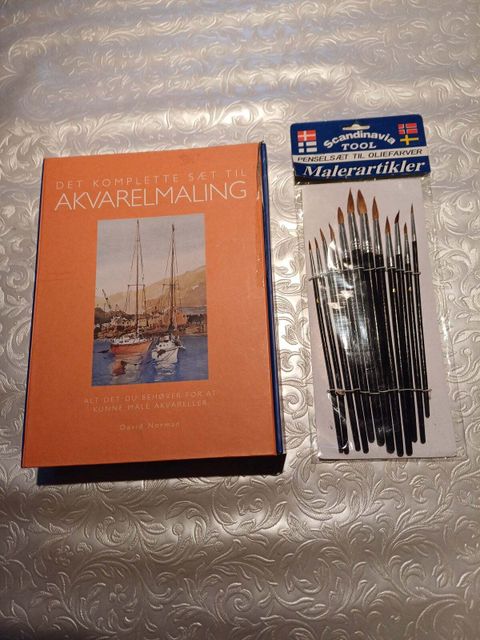 DET KOMPLETTE SÆT TIL
AKVARELMALING
ALT DET DU BEHØVER FOR AT
KUNNE MALE AKVARELLER
David Norman
Scandinavia
TOOL
PENSELSÆT TIL OLIEFARVER
Malerartikler